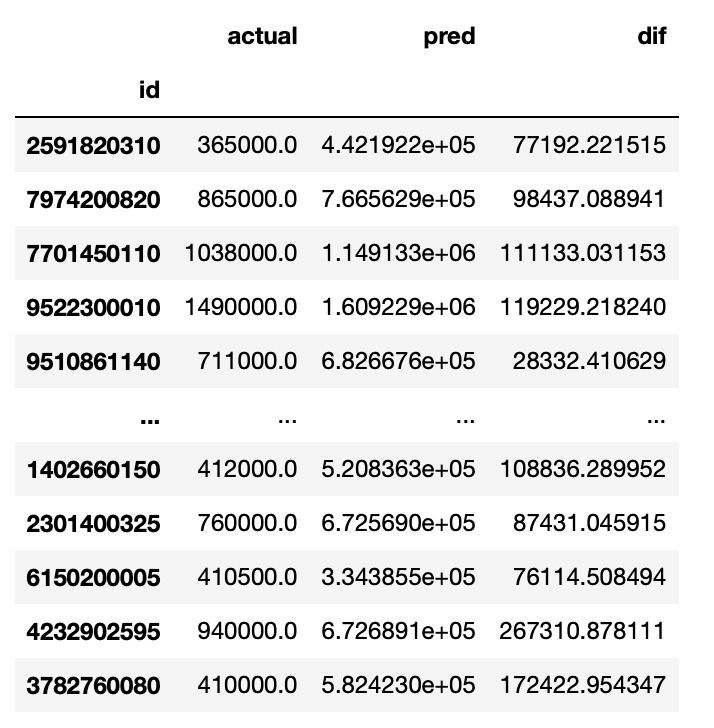 actual pred dif
id
2591820310 365000.0 4.421922e+05 77192.221515
7974200820 865000.0 7.665629e+05 98437.088941
7701450110 1038000.0 1.149133e+06 111133.031153
9522300010 1490000.0 1.609229e+06 119229.218240
9510861140 711000.0 6.826676e+05 28332.410629
... ... ... ...
1402660150 412000.0 5.208363e+05 108836.289952
2301400325 760000.0 6.725690e+05 87431.045915
6150200005 410500.0 3.343855e+05 76114.508494
4232902595 940000.0 6.726891e+05 267310.878111
3782760080 410000.0 5.824230e+05 172422.954347